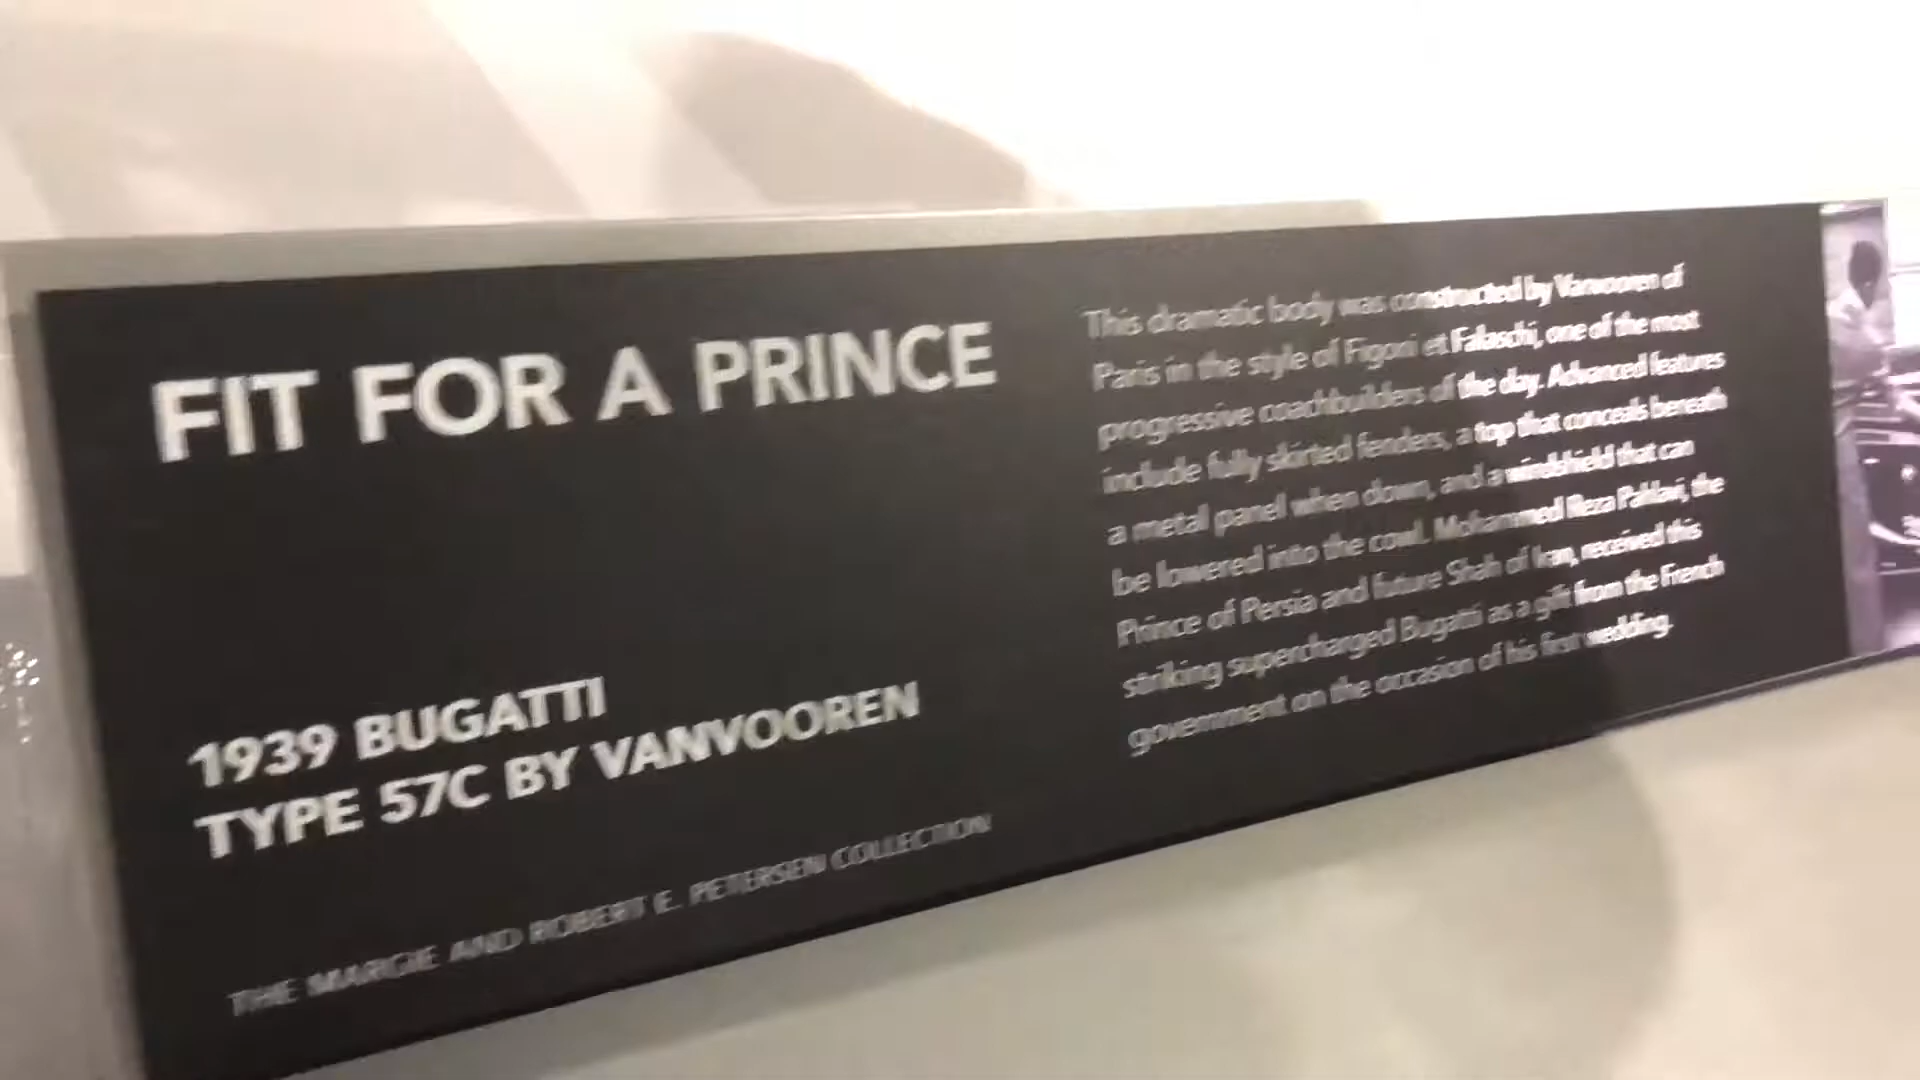 FIT FOR A PRINCE
1939 BUGATTI
TYPE 57C BY VANVOOREN
THE MARGIE AND ROBERT E. PETERSEN COLLECTION
This dramatic body was constructed by Vanvooren of
Paris in the style of Figoni et Falaschi, one of the most
progressive coachbuilders of the day. Advanced features
include fully skirted fenders, a top that conceals beneath
a metal panel when down, and a windshield that can
be lowered into the cowl. Mohammed Reza Pahlavi, the
Prince of Persia and future Shah of Iran, received this
striking supercharged Bugatti as a gift from the French
government on the occasion of his first wedding.